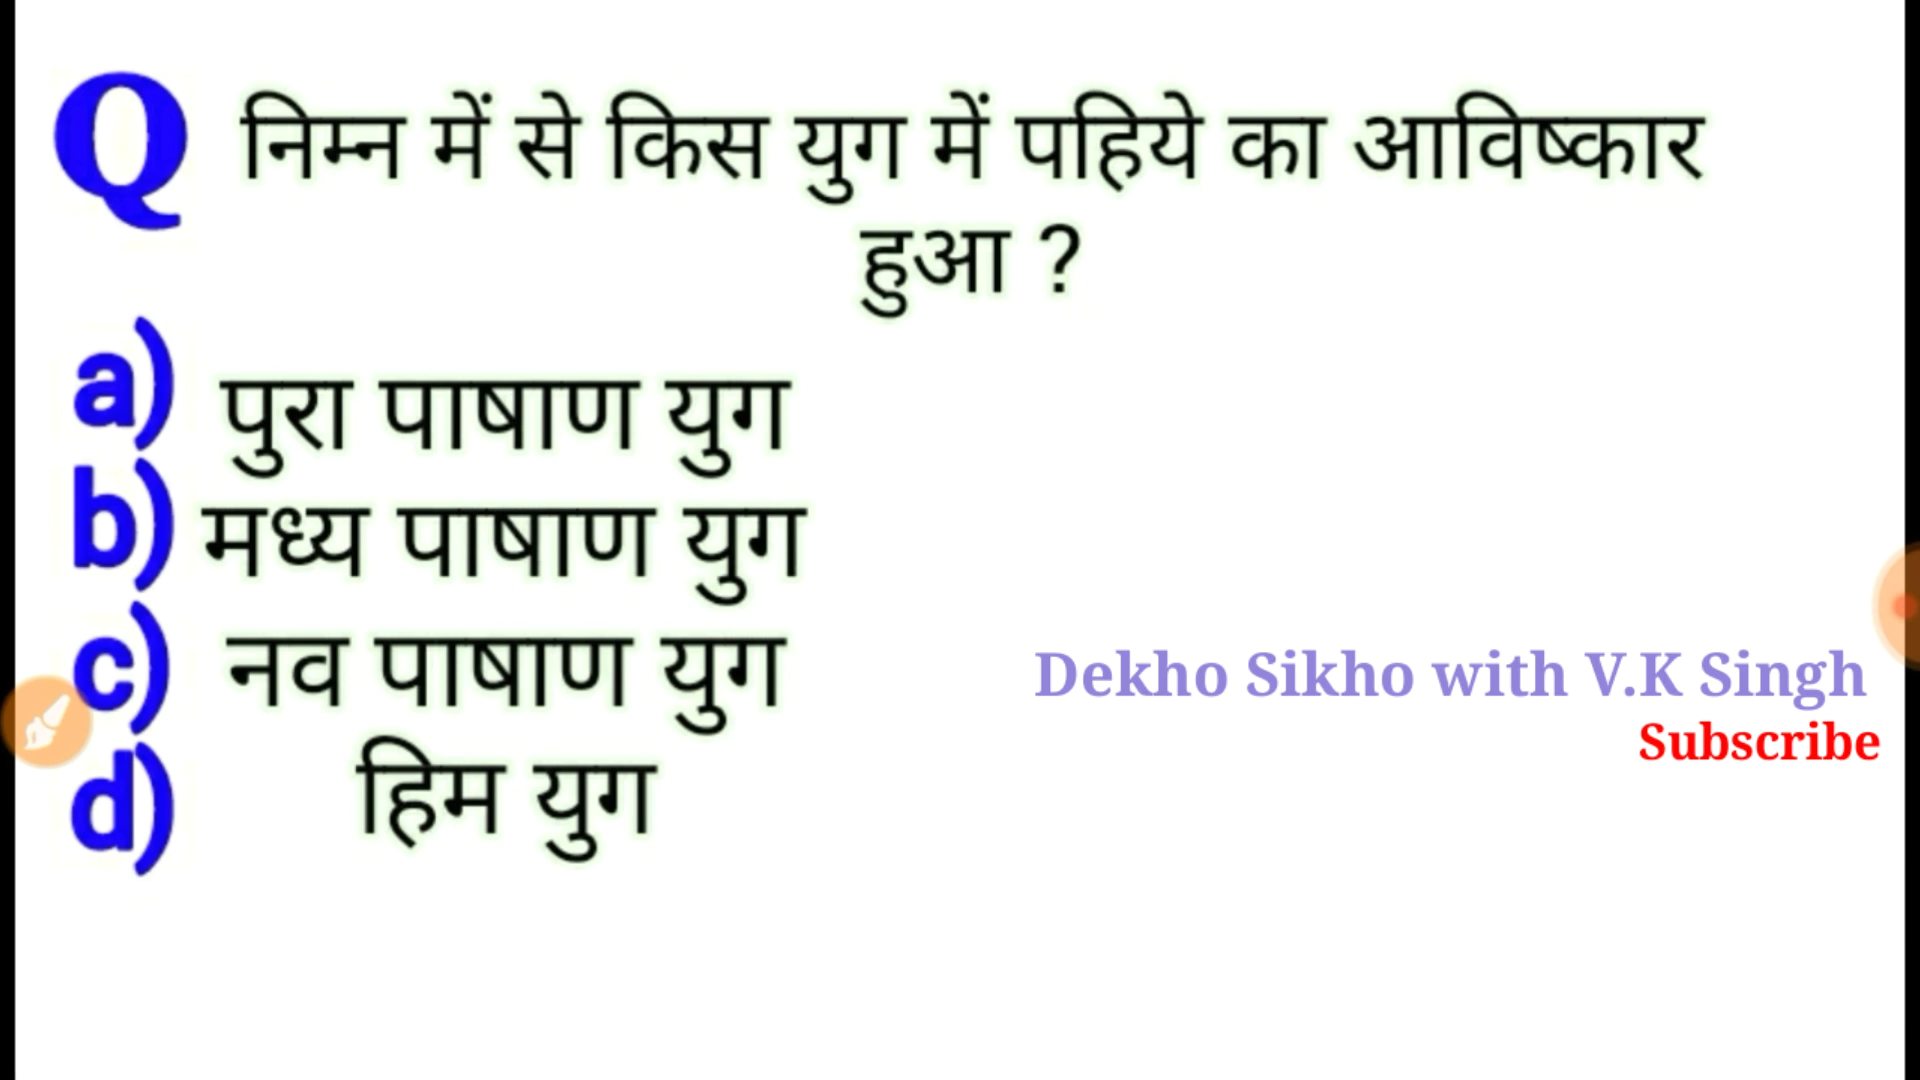 Q निम्न में से किस युग में पहिये का आविष्कार
हुआ ?
a) पुरा पाषाण युग
b) मध्य पाषाण युग
c) नव पाषाण युग
d) हिम युग
Dekho Sikho with V.K Singh
Subscribe